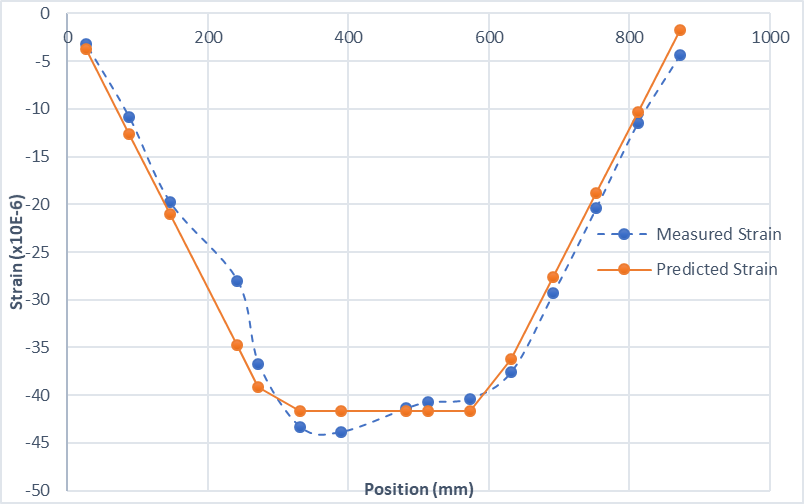 0
0 200 400 600 800 1000
-5
-10
-15
-20
-25
-30
-35
-40
-45
-50
Strain (x10E-6)
Measured Strain
Predicted Strain
Position (mm)